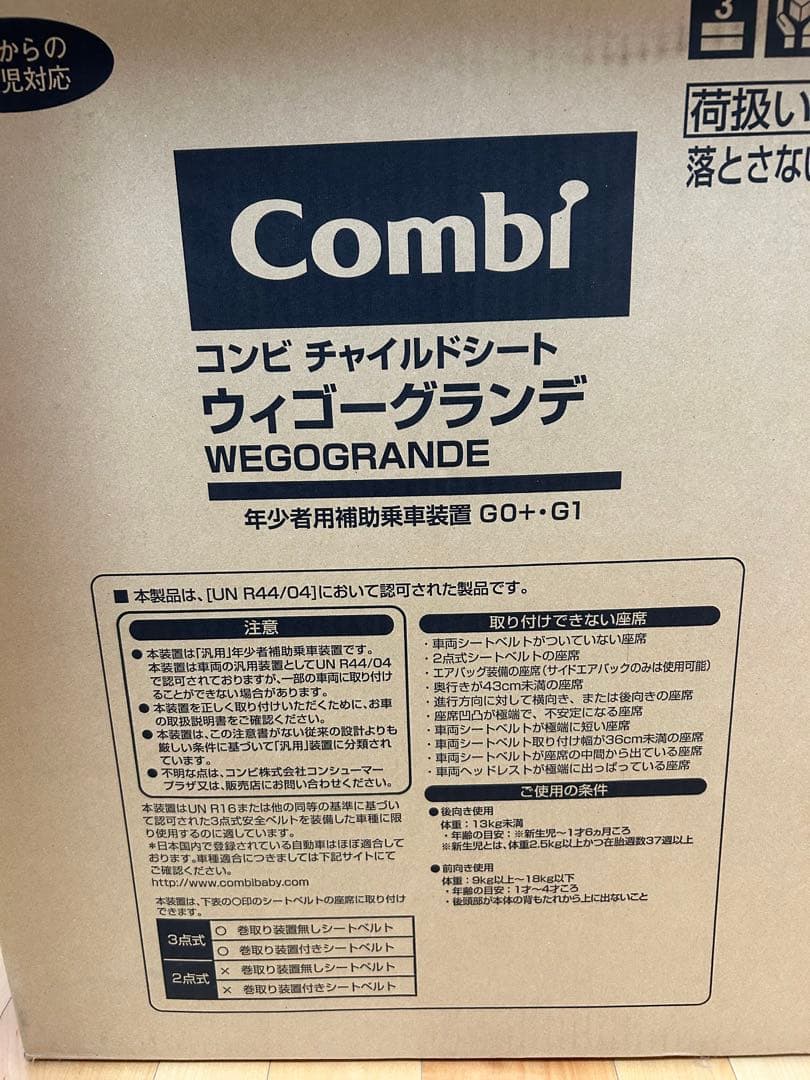 からの
児対応
3
荷扱い
落とさな
Combi
コンビ チャイルドシート
ウィゴーグランデ
WEGOGRANDE
年少者用補助乗車装置 G0+・G1
■ 本製品は、[UN R44/04]において認可された製品です。
注意
● 本装置は「汎用」年少者補助乗車装置です。
本装置は車両の汎用装置としてUN R44/04
で認可されておりますが、一部の車両に取り付け
ることができない場合があります。
● 本装置を正しく取り付けいただくために、お車
の取扱説明書をご確認ください。
● 本装置は、この注意書がない従来の設計よりも
厳しい条件に基づいて「汎用」装置に分類され
ています。
● 不明な点は、コンビ株式会社コンシューマー
プラザ又は、販売店にお問い合わせください。
本装置はUN R16または他の同等の基準に基づい
て認可された3点式安全ベルトを装備した車種に限
り使用するのに適しています。
*日本国内で登録されている自動車はほぼ適合して
おります。車種適合につきましては下記サイトにて
ご確認ください。
http://www.combibaby.com
本装置は、下表の○印のシートベルトの座席に取り付け
できます。
3点式 ○ 巻取り装置無しシートベルト
○ 巻取り装置付きシートベルト
2点式 × 巻取り装置無しシートベルト
× 巻取り装置付きシートベルト
取り付けできない座席
・車両シートベルトがついていない座席
・2点式シートベルトの座席
・エアバッグ装備の座席(サイドエアバックのみは使用可能)
・奥行きが43cm未満の座席
・進行方向に対して横向き、または後向きの座席
・座席凹凸が極端で、不安定になる座席
・車両シートベルトが極端に短い座席
・車両シートベルト取り付け幅が36cm未満の座席
・車両シートベルトが座席の中間から出ている座席
・車両ヘッドレストが極端に出っぱっている座席
ご使用の条件
● 後向き使用
体重:13kg未満
・年齢の目安:※新生児~1才6ヵ月ころ
※新生児とは、体重2.5kg以上かつ在胎週数37週以上
● 前向き使用
体重:9kg以上~18kg以下
・年齢の目安:1才~4才ころ
・後頭部が本体の背もたれから上に出ないこと